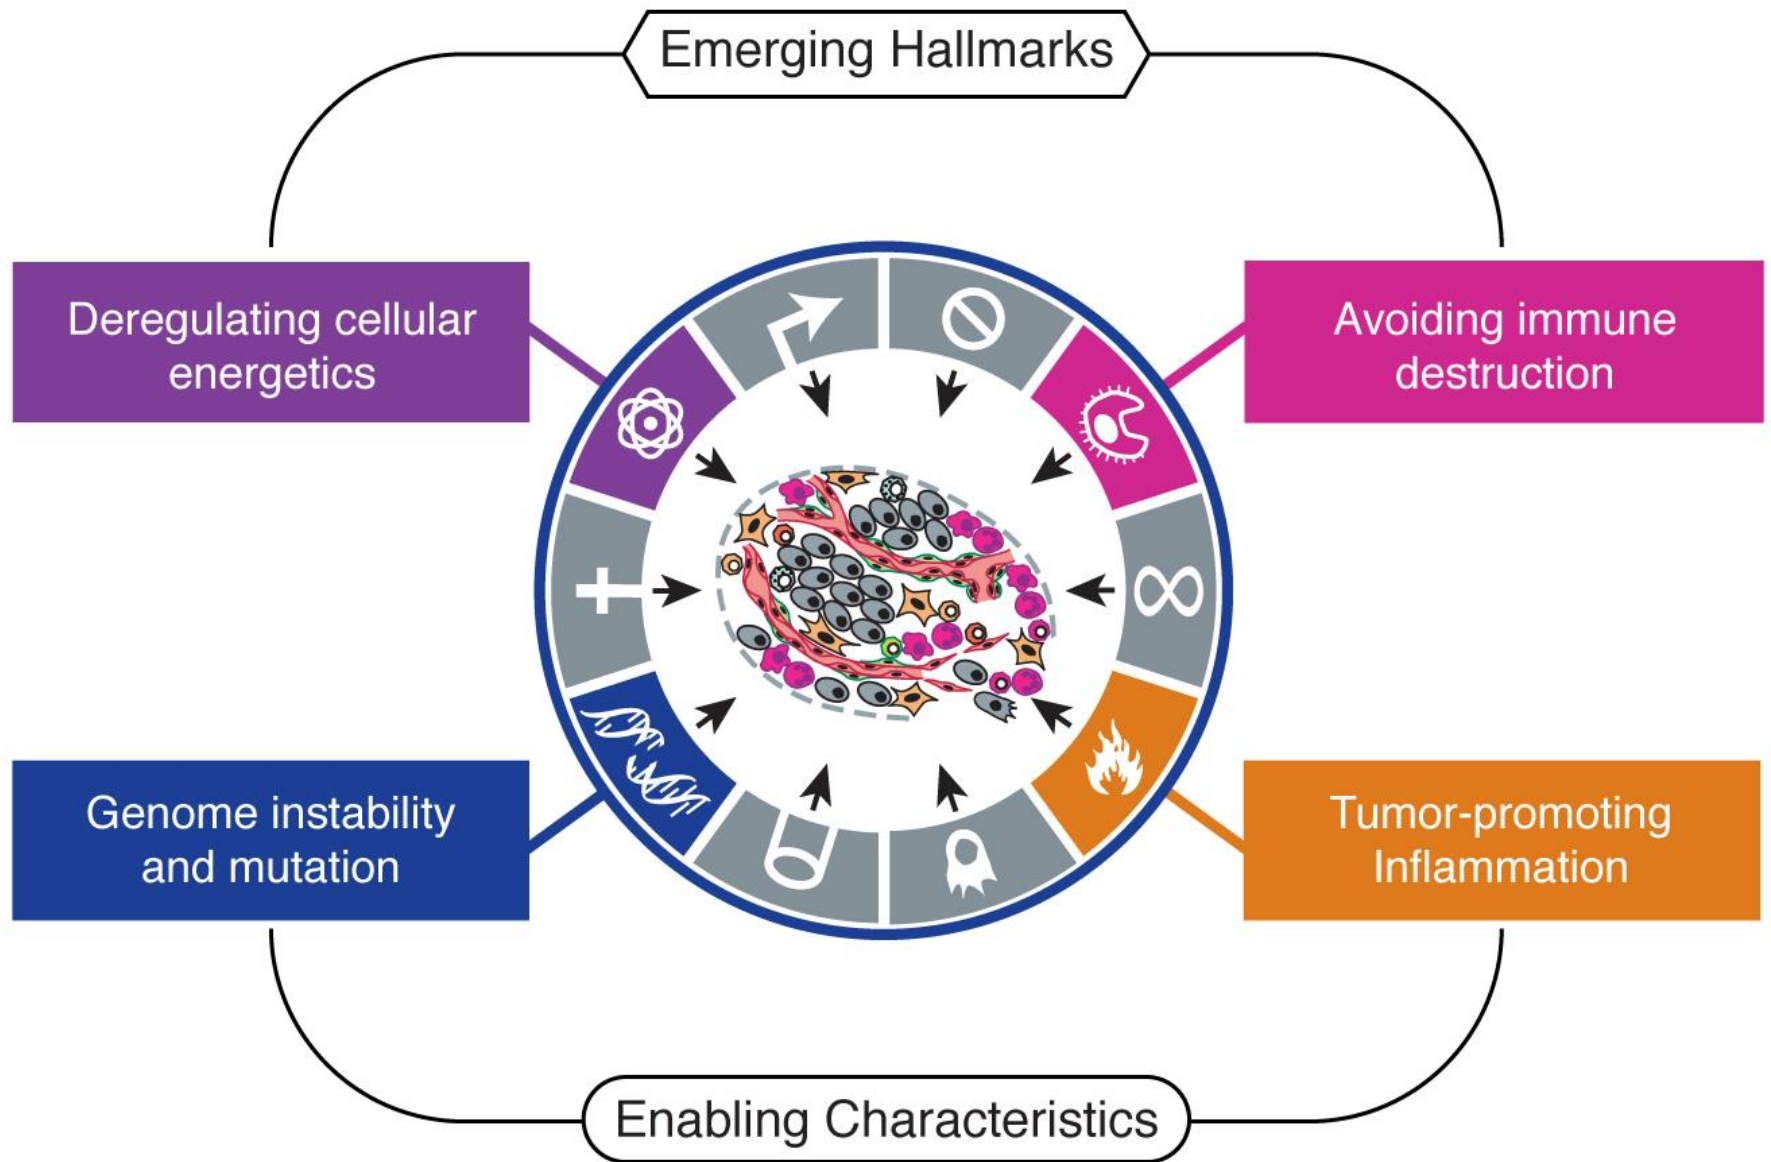 Emerging Hallmarks
Deregulating cellular
energetics
Avoiding immune
destruction
Genome instability
and mutation
Tumor-promoting
Inflammation
Enabling Characteristics